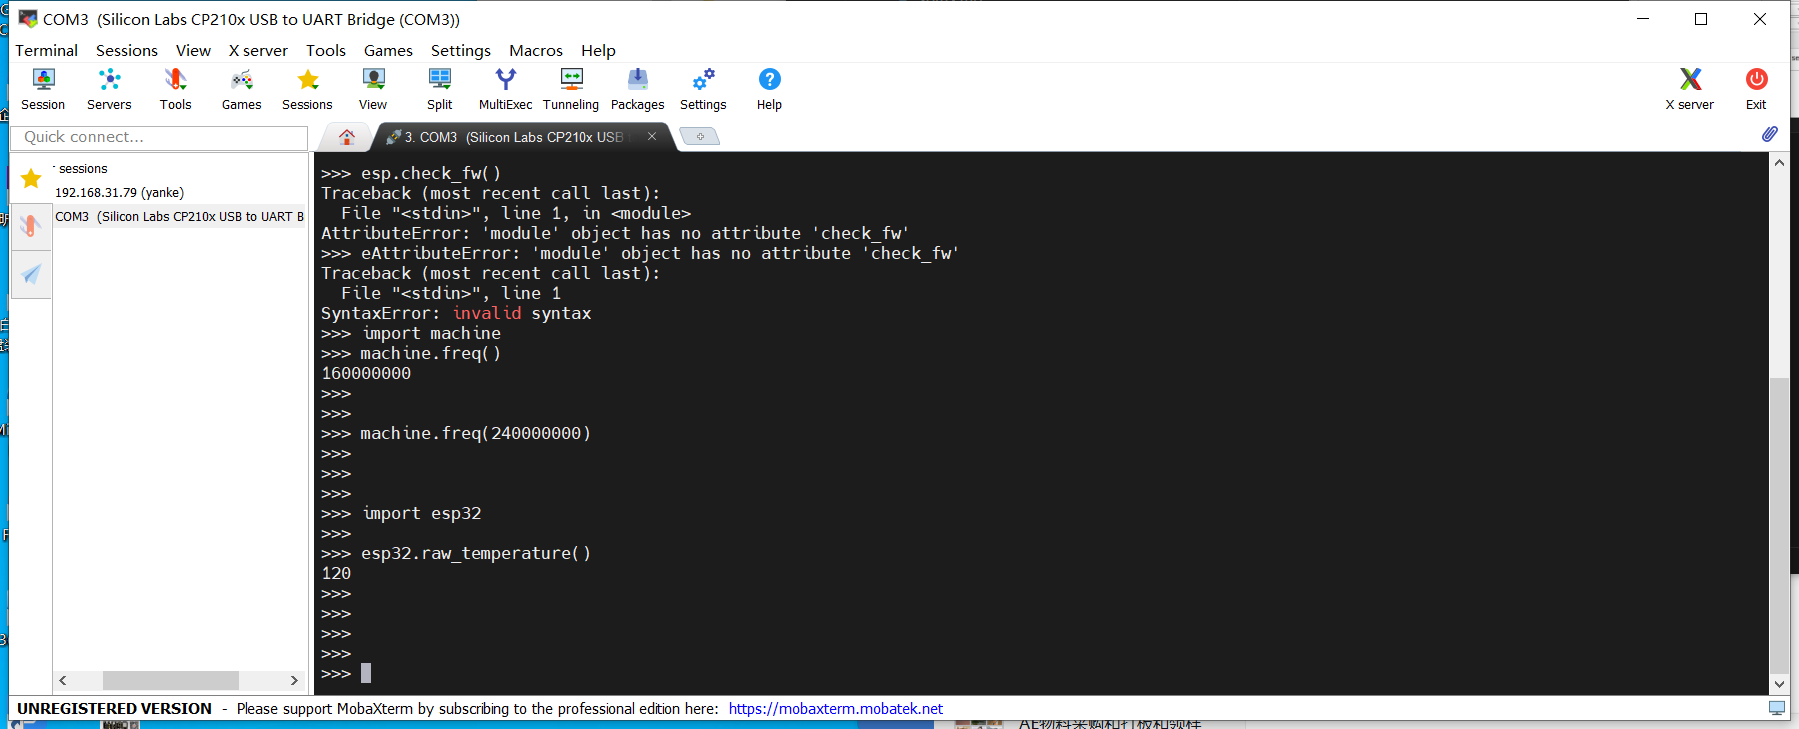 COM3  (Silicon Labs CP210x USB to UART Bridge (COM3))
Terminal Sessions View X server Tools Games Settings Macros Help
Session Servers Tools Games Sessions View Split MultiExec Tunneling Packages Settings Help X server Exit
Quick connect...
3. COM3  (Silicon Labs CP210x USB
sessions
192.168.31.79 (yanke)
COM3  (Silicon Labs CP210x USB to UART B
>>> esp.check_fw()
Traceback (most recent call last):
  File "<stdin>", line 1, in <module>
AttributeError: 'module' object has no attribute 'check_fw'
>>> eAttributeError: 'module' object has no attribute 'check_fw'
Traceback (most recent call last):
  File "<stdin>", line 1
SyntaxError: invalid syntax
>>> import machine
>>> machine.freq()
160000000
>>>
>>>
>>> machine.freq(240000000)
>>>
>>>
>>>
>>> import esp32
>>>
>>> esp32.raw_temperature()
120
>>>
>>>
>>>
>>>
>>>
UNREGISTERED VERSION  -  Please support MobaXterm by subscribing to the professional edition here:  https://mobaxterm.mobatek.net